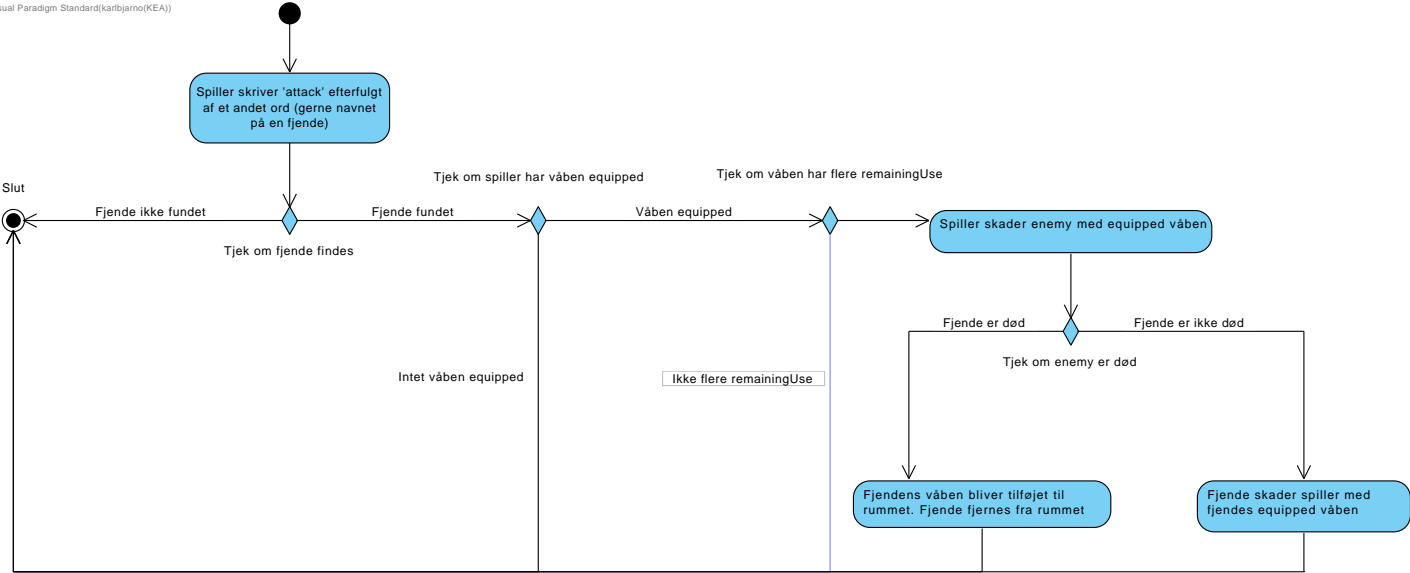 sual Paradigm Standard(karlbjarno(KEA))
Spiller skriver 'attack' efterfulgt
af et andet ord (gerne navnet
på en fjende)
Tjek om spiller har våben equipped
Tjek om våben har flere remainingUse
Slut
Fjende ikke fundet
Fjende fundet
Våben equipped
Spiller skader enemy med equipped våben
Tjek om fjende findes
Fjende er død
Fjende er ikke død
Tjek om enemy er død
Intet våben equipped
Ikke flere remainingUse
Fjendens våben bliver tilføjet til
rummet. Fjende fjernes fra rummet
Fjende skader spiller med
fjendes equipped våben